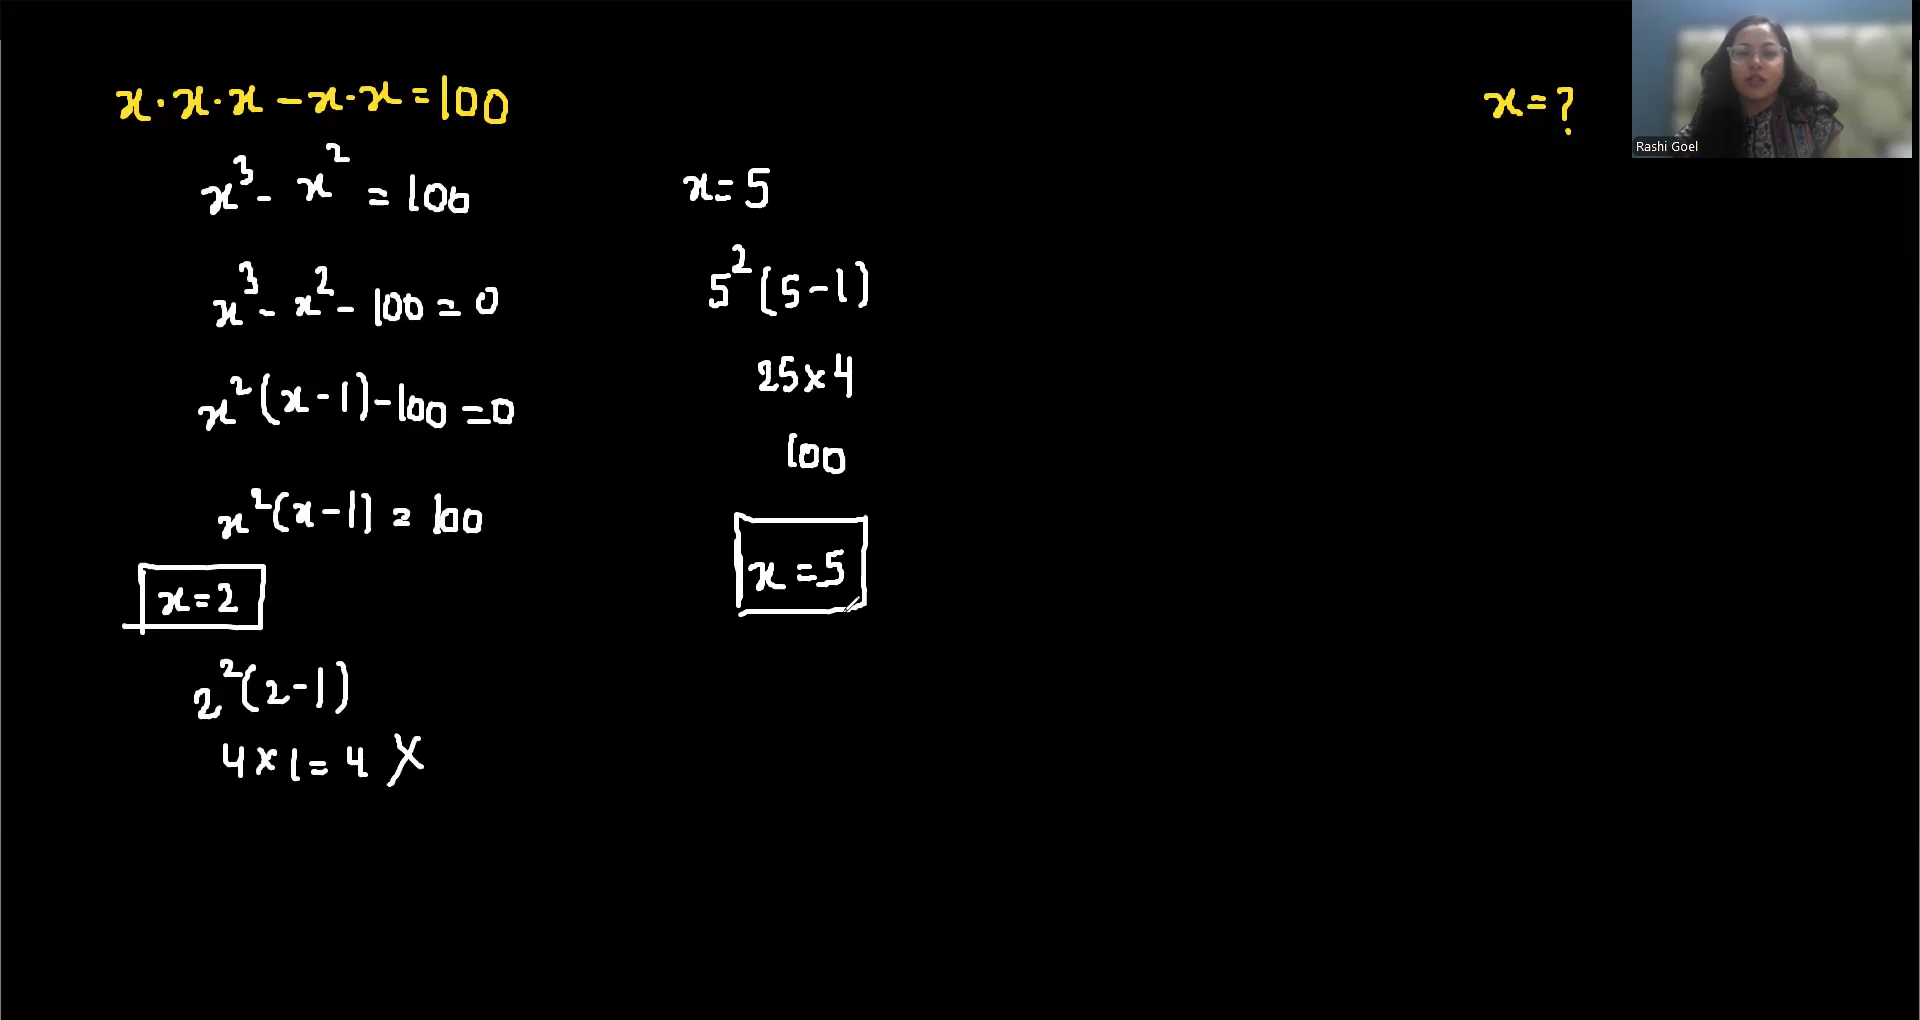 x·x·x - x·x = 100
x = ?
Rashi Goel
x³ - x² = 100
x³ - x² - 100 = 0
x²(x-1) - 100 = 0
x²(x-1) = 100
x = 2
2²(2-1)
4 × 1 = 4 X
x = 5
5²(5-1)
25 × 4
100
x = 5